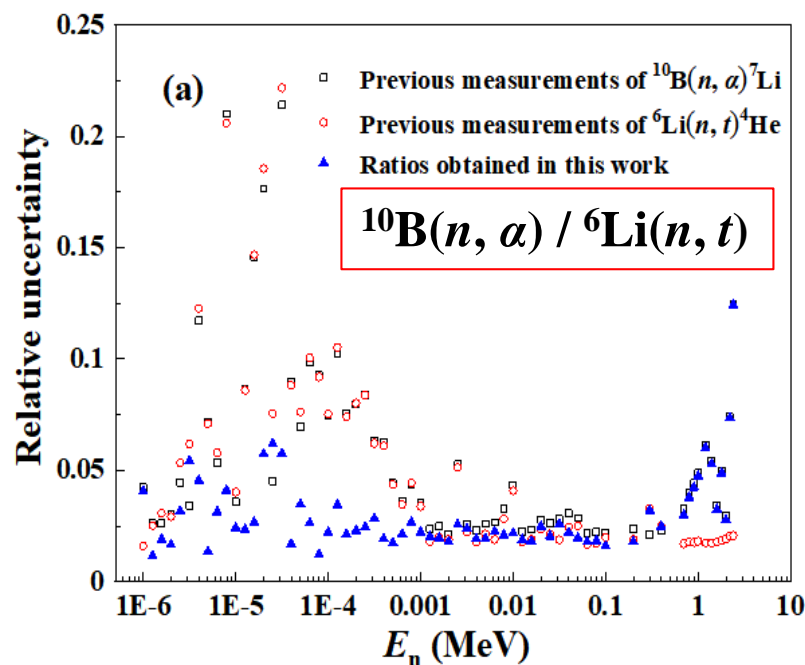 0.25
0.2
0.15
0.1
0.05
0
Relative uncertainty
(a)
Previous measurements of ¹⁰B(n, α)⁷Li
Previous measurements of ⁶Li(n, t)⁴He
Ratios obtained in this work
¹⁰B(n, α) / ⁶Li(n, t)
1E-6 1E-5 1E-4 0.001 0.01 0.1 1 10
Eₙ (MeV)